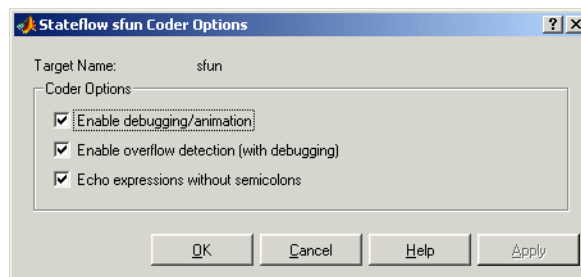 Stateflow sfun Coder Options
Target Name: sfun
Coder Options
Enable debugging/animation
Enable overflow detection (with debugging)
Echo expressions without semicolons
OK Cancel Help Apply